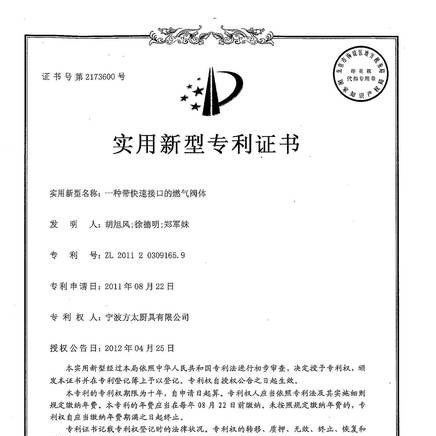 证书号第2173600号
印花税
代扣专用章
实用新型专利证书
实用新型名称：一种带快速接口的燃气阀体
发 明 人：胡旭风;徐德明;郑军妹
专 利 号：ZL 2011 2 0309165.9
专利申请日：2011年08月22日
专 利 权 人：宁波方太厨具有限公司
授权公告日：2012年04月25日
本实用新型经过本局依照中华人民共和国专利法进行初步审查，决定授予专利权，颁
发本证书并在专利登记簿上予以登记。专利权自授权公告之日起生效。
本专利的专利权期限为十年，自申请日起算。专利权人应当依照专利法及其实施细则
规定缴纳年费。本专利的年费应当在每年08月22日前缴纳。未按照规定缴纳年费的，专
利权自应当缴纳年费期满之日起终止。
专利证书记载专利权登记时的法律状况。专利权的转移、质押、无效、终止、恢复和